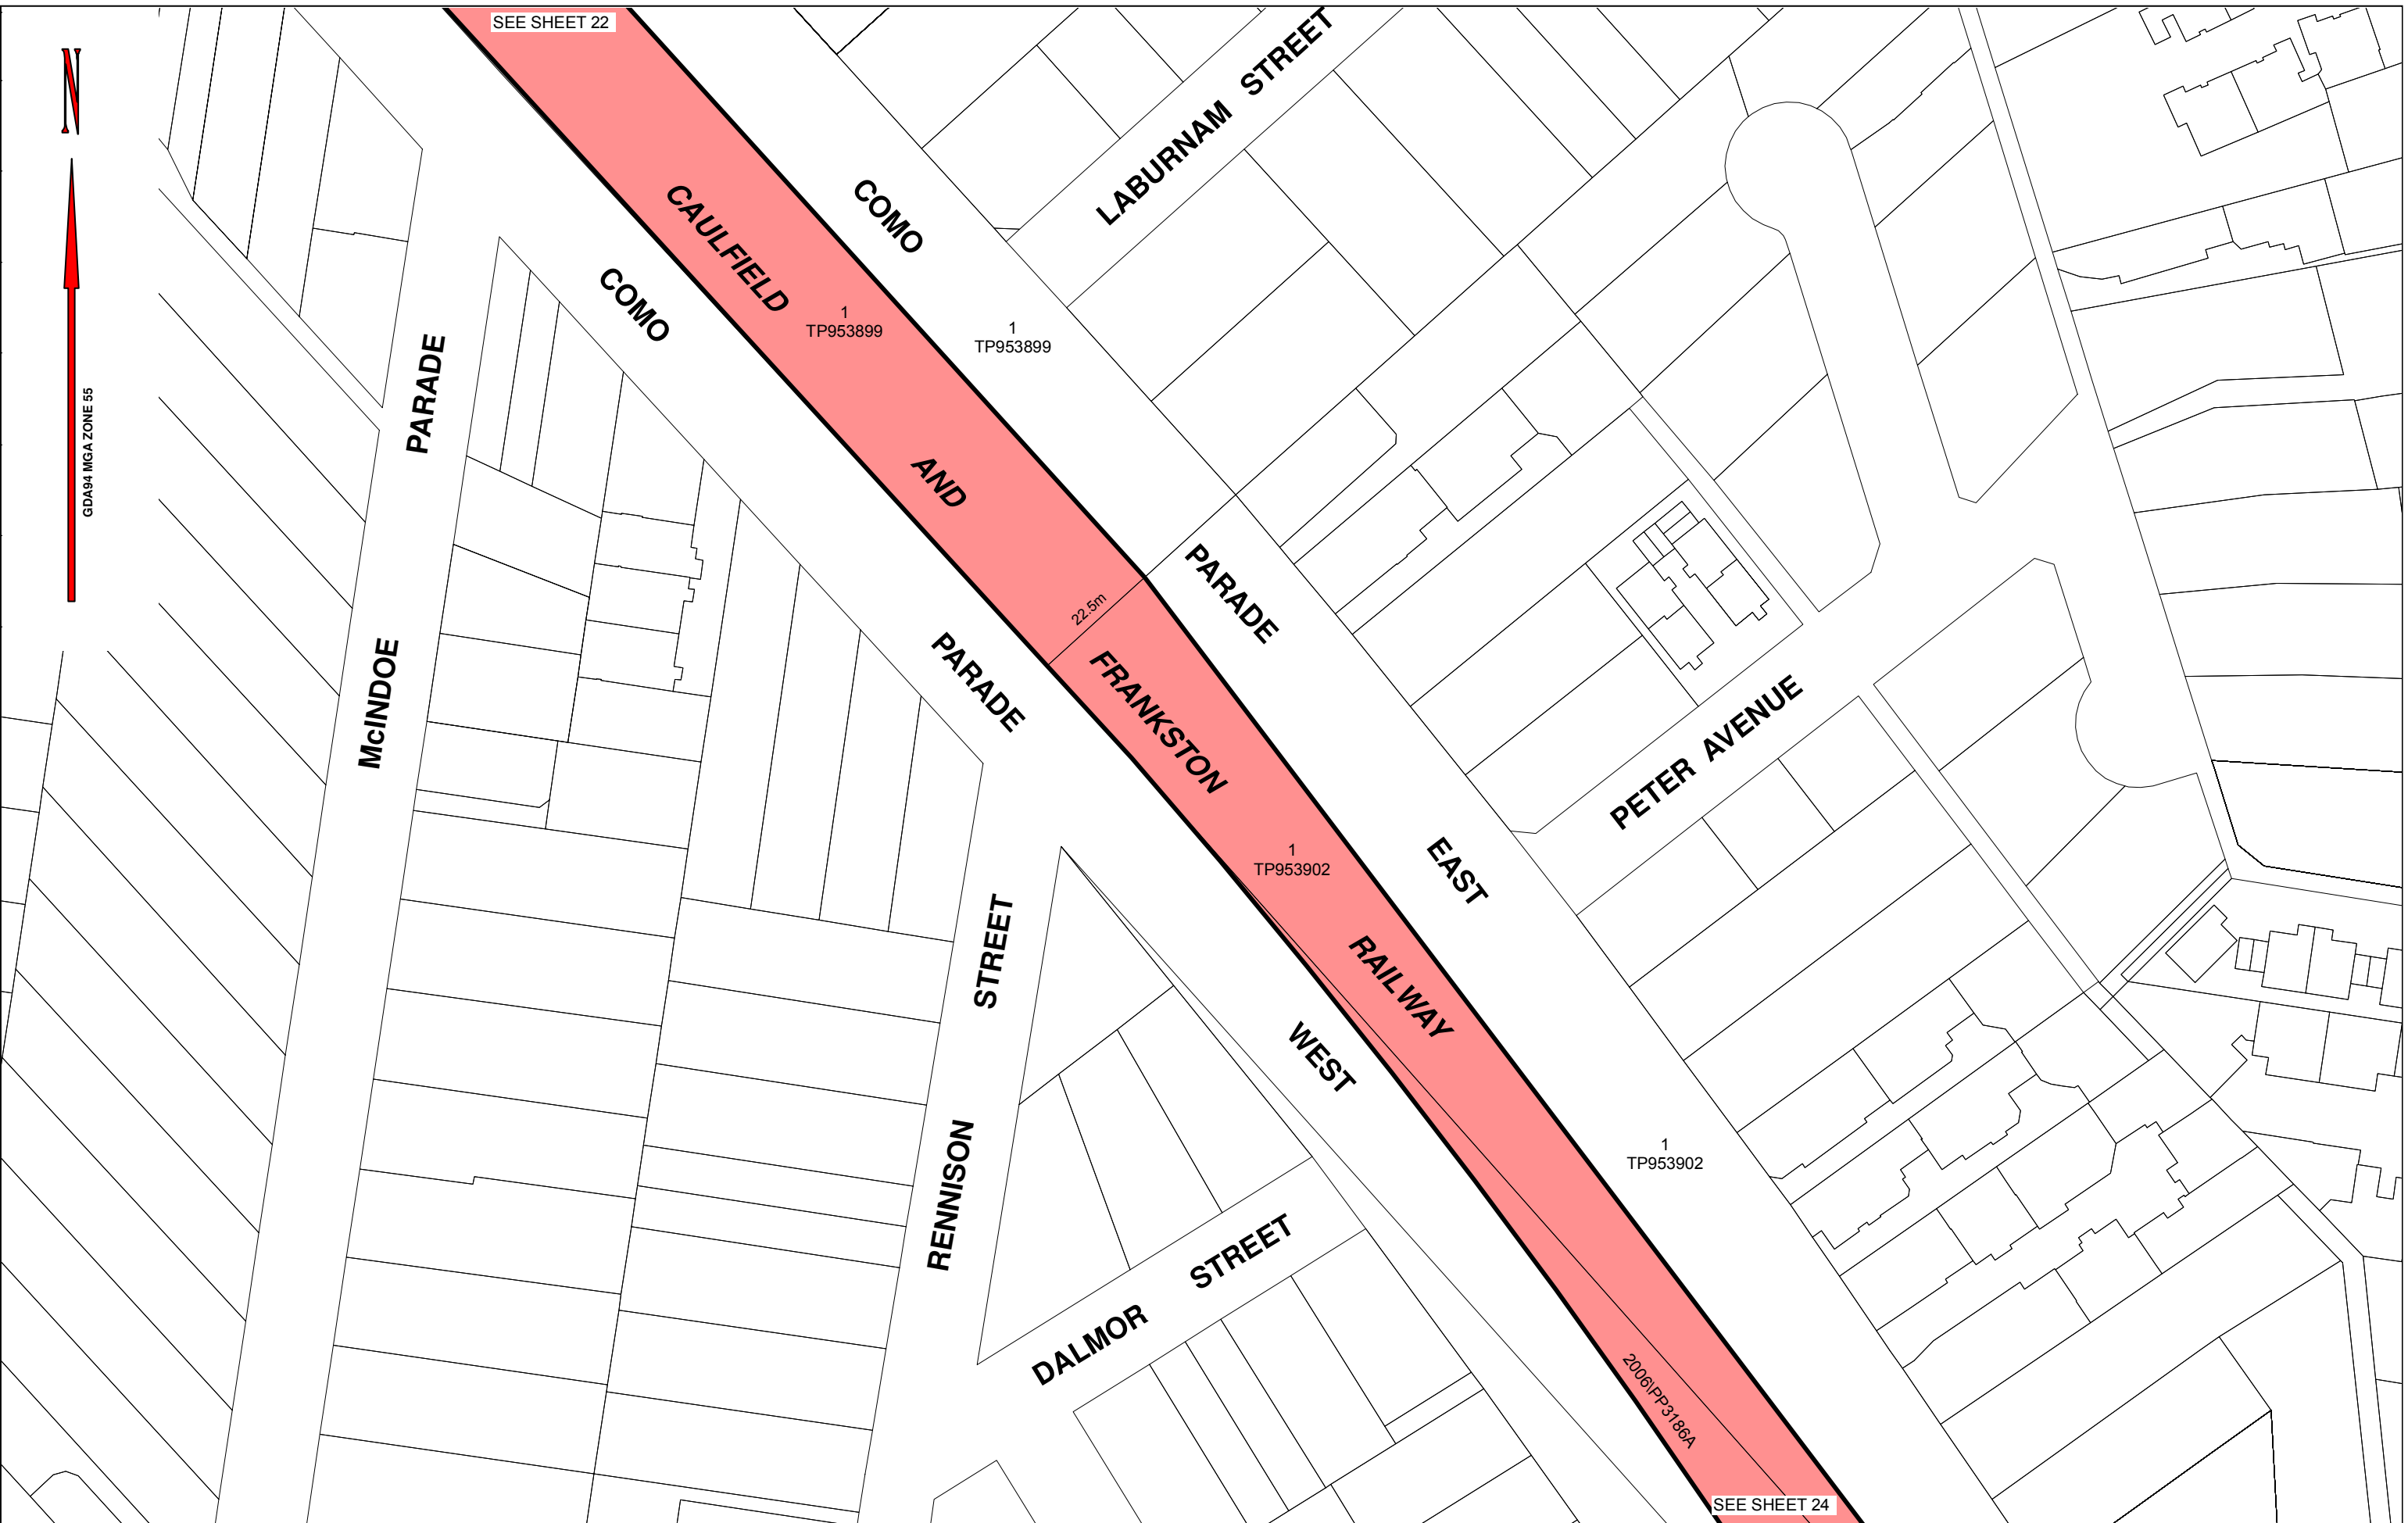 SEE SHEET 22
N
GDA94 MGA ZONE 55
LABURNAM STREET
COMO PARADE EAST
COMO PARADE WEST
CAULFIELD AND FRANKSTON RAILWAY
1
TP953899
1
TP953899
McINDOE PARADE
22.5m
PETER AVENUE
1
TP953902
RENNISON STREET
1
TP953902
DALMOR STREET
2006\PP3186A
SEE SHEET 24